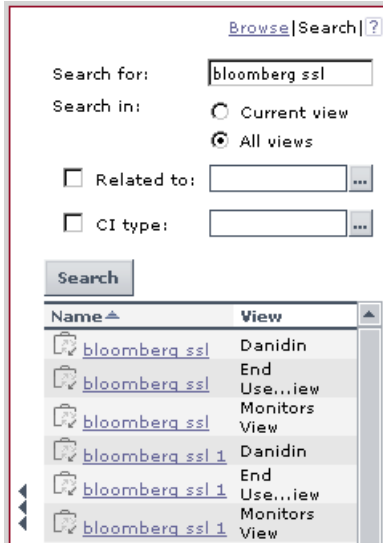 Browse|Search|?
Search for: bloomberg ssl
Search in: Current view
All views
Related to: ...
CI type: ...
Search
Name View
bloomberg ssl Danidin
bloomberg ssl End Use...iew
bloomberg ssl Monitors View
bloomberg ssl 1 Danidin
bloomberg ssl 1 End Use...iew
bloomberg ssl 1 Monitors View